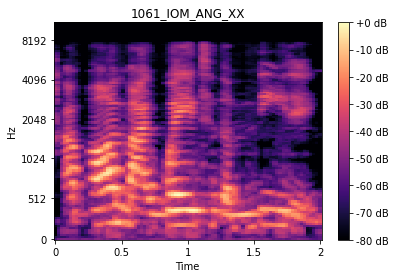 1061_IOM_ANG_XX
+0 dB
8192
-10 dB
4096
-20 dB
-30 dB
2048
Hz
-40 dB
1024
-50 dB
512
-60 dB
-70 dB
0
-80 dB
0 0.5 1 1.5 2
Time